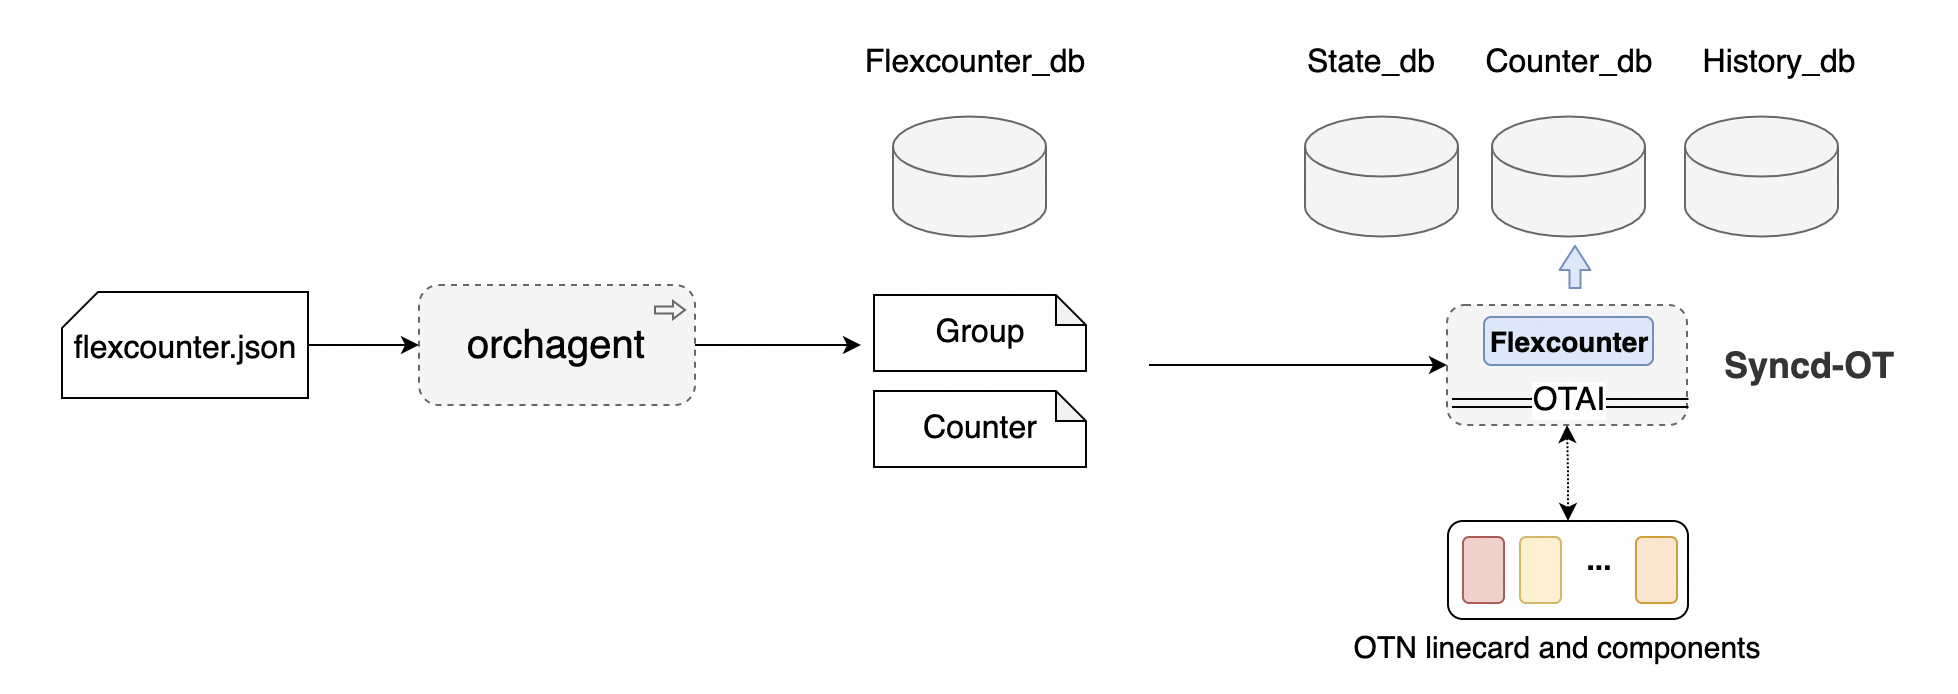 Flexcounter_db
State_db
Counter_db
History_db
flexcounter.json
orchagent
Group
Counter
Flexcounter
OTAI
Syncd-OT
...
OTN linecard and components